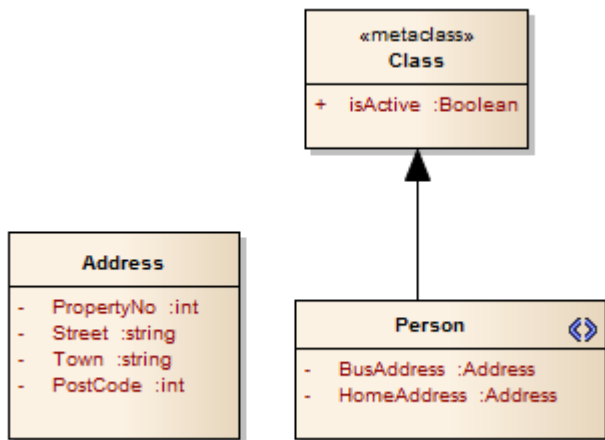 «metaclass»
Class
+ isActive :Boolean
Address
- PropertyNo :int
- Street :string
- Town :string
- PostCode :int
Person
- BusAddress :Address
- HomeAddress :Address